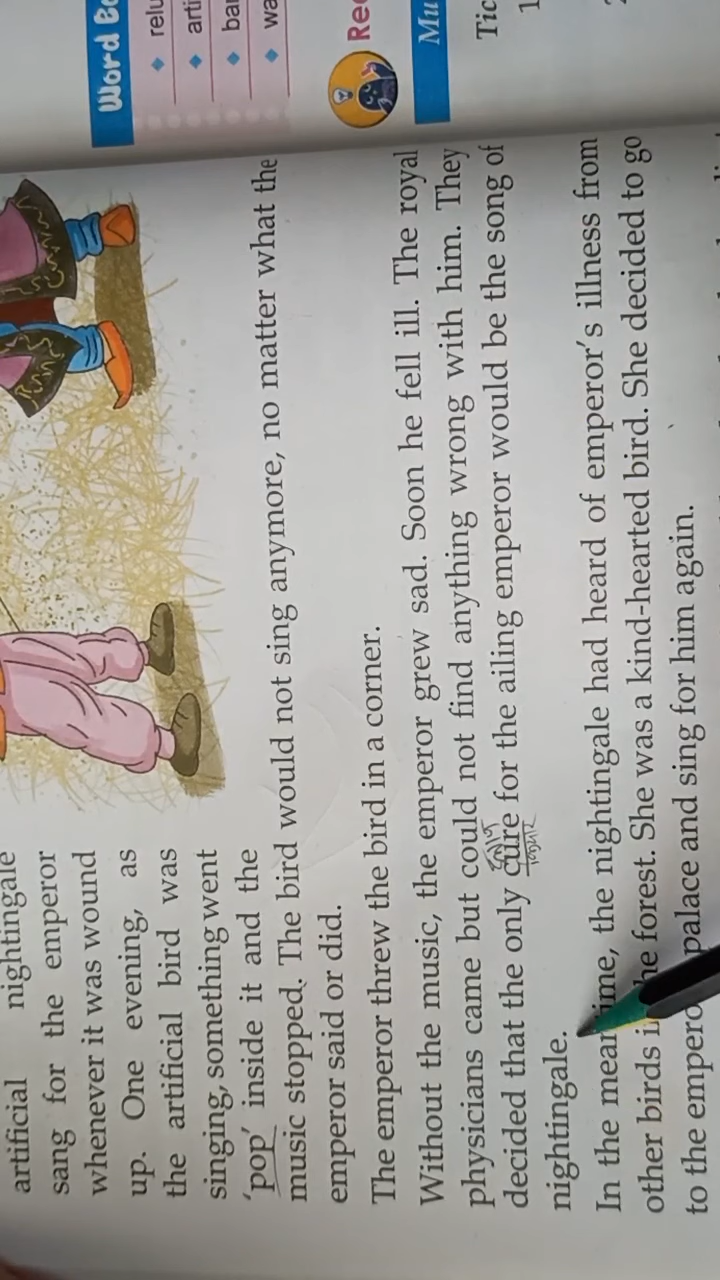 artificial nightingale
sang for the emperor
whenever it was wound
up. One evening, as
the artificial bird was
singing, something went
'pop' inside it and the
music stopped. The bird would not sing anymore, no matter what the
emperor said or did.
The emperor threw the bird in a corner.
Without the music, the emperor grew sad. Soon he fell ill. The royal
physicians came but could not find anything wrong with him. They
decided that the only cure for the ailing emperor would be the song of
nightingale.
In the mean ime, the nightingale had heard of emperor's illness from
other birds i he forest. She was a kind-hearted bird. She decided to go
to the empero palace and sing for him again.
Word Bo
relu
arti
bar
wa
Rea
Mu
Tic
1